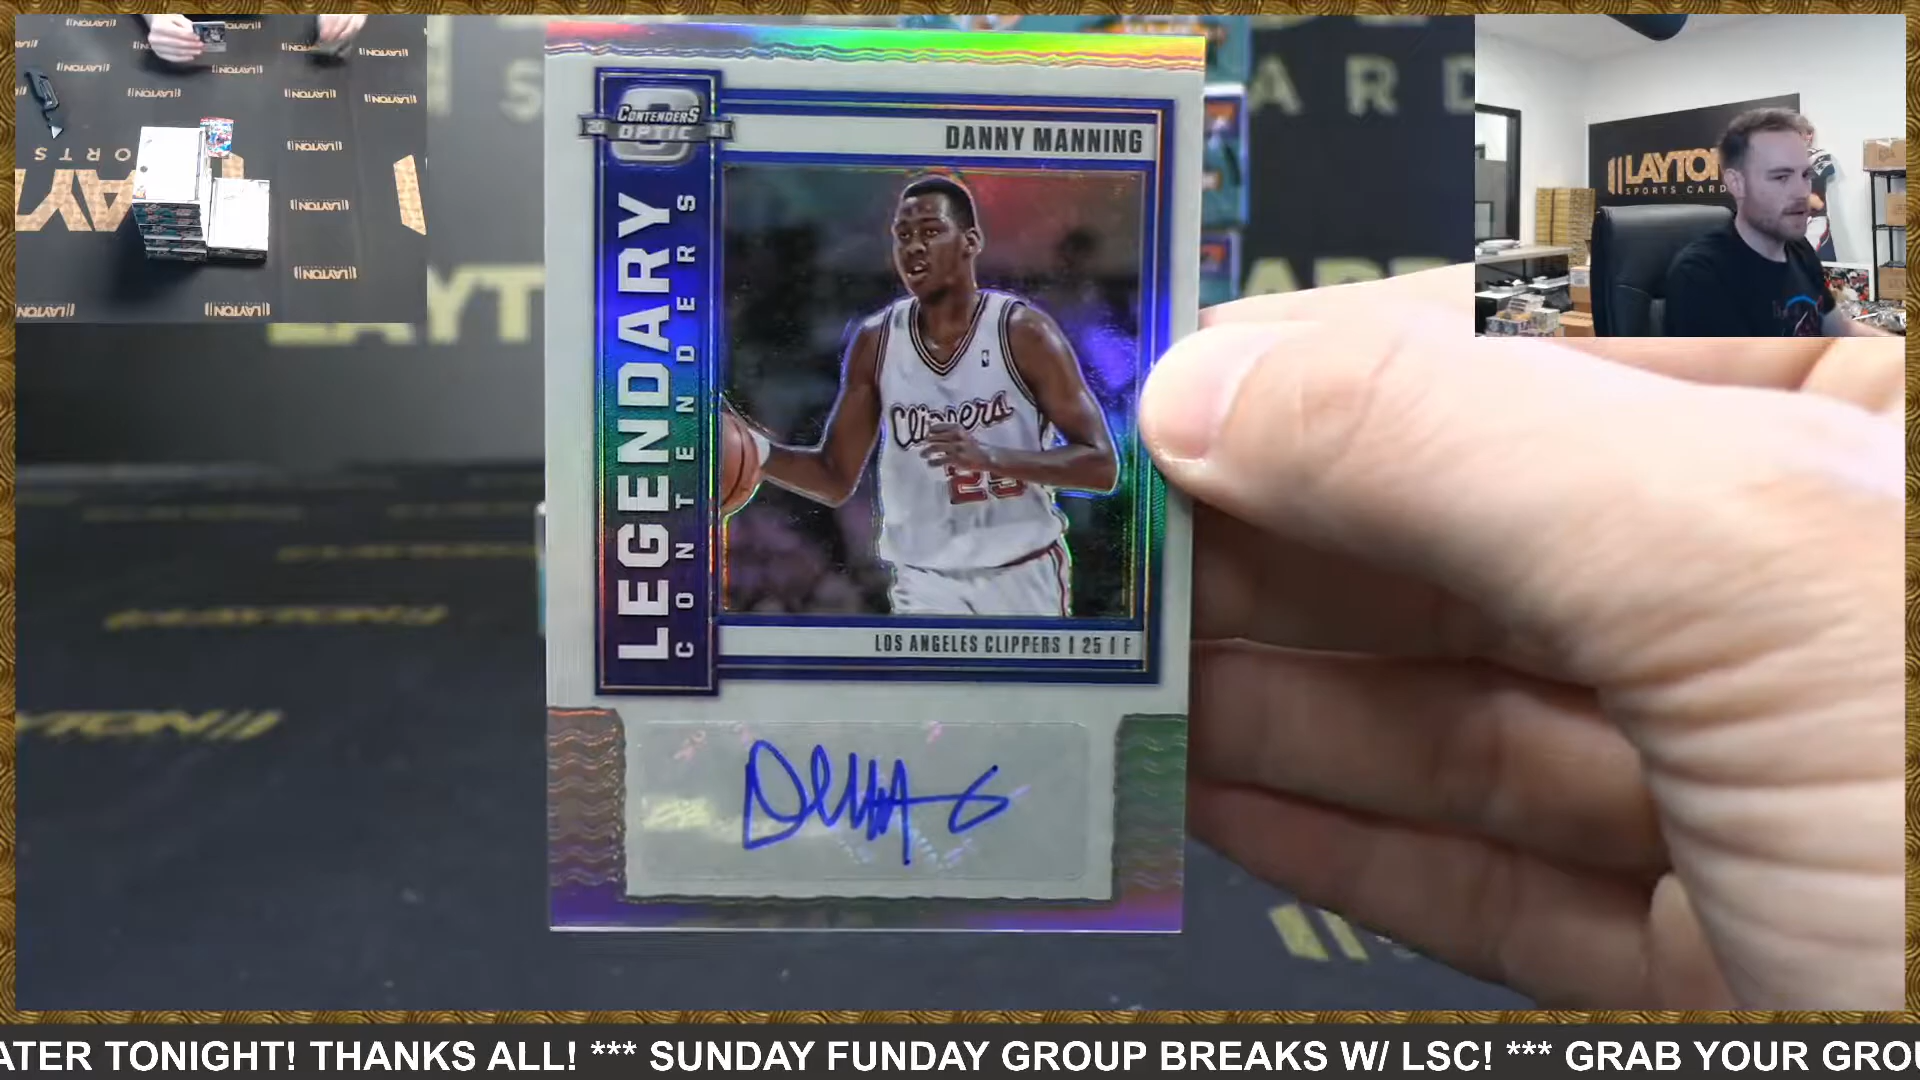 CONTENDERS
20 OPTIC 21
DANNY MANNING
LEGENDARY
CONTENDERS
Clippers
25
LOS ANGELES CLIPPERS | 25 | F
LAYTON
SPORTS CARD
LAYTON
ATER TONIGHT! THANKS ALL! *** SUNDAY FUNDAY GROUP BREAKS W/ LSC! *** GRAB YOUR GROU